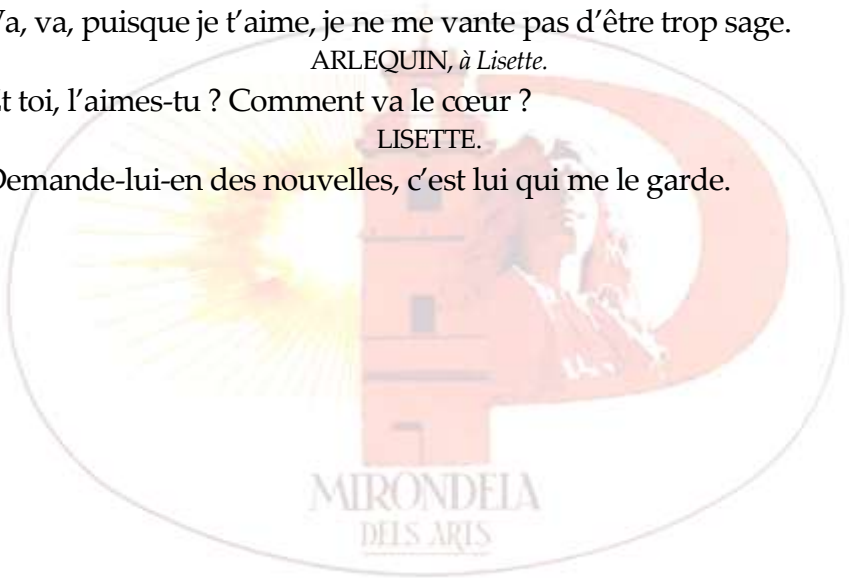 Va, va, puisque je t'aime, je ne me vante pas d'être trop sage.
ARLEQUIN, à Lisette.
Et toi, l'aimes-tu ? Comment va le cœur ?
LISETTE.
Demande-lui-en des nouvelles, c'est lui qui me le garde.
MIRONDELA
DELS ARTS